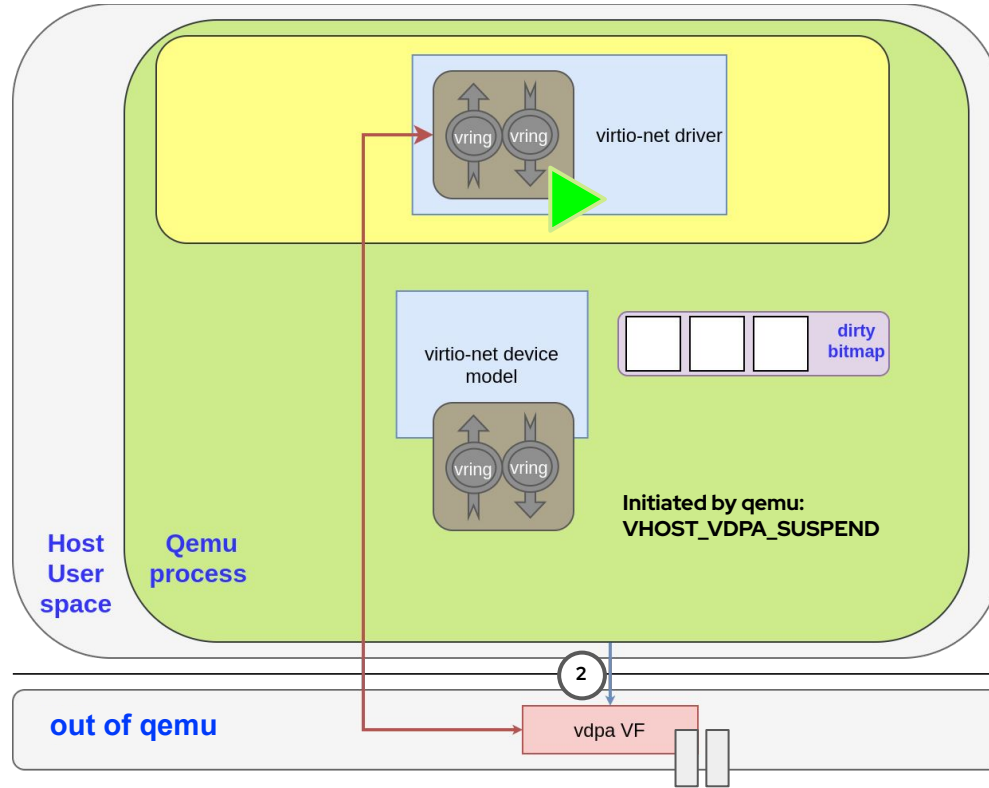 vring
vring
virtio-net driver
virtio-net device
model
dirty
bitmap
vring
vring
Initiated by qemu:
VHOST_VDPA_SUSPEND
Host
User
space
Qemu
process
2
out of qemu
vdpa VF